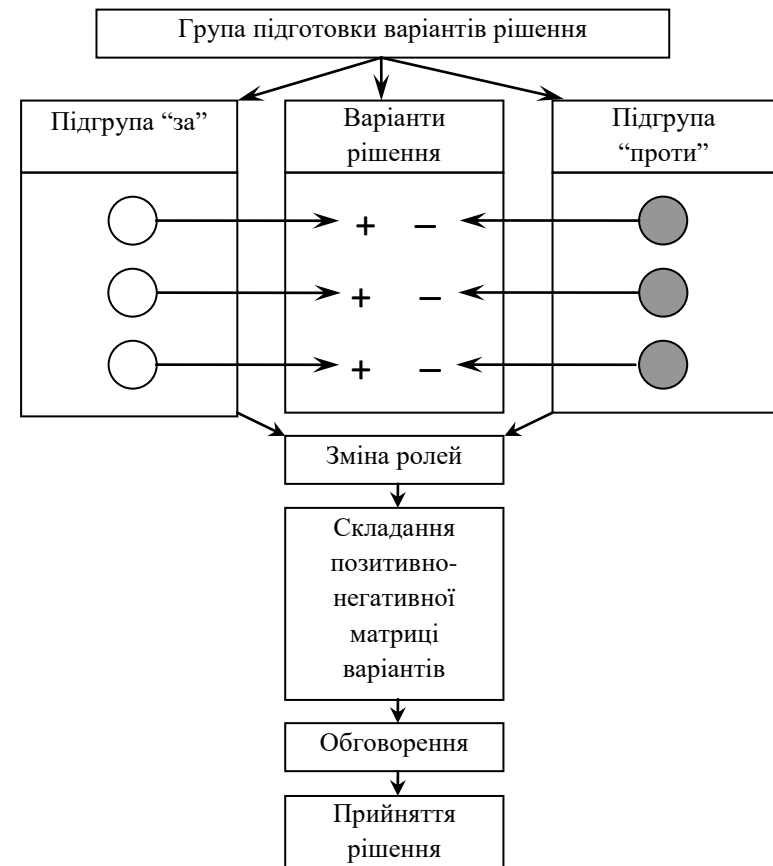 Група підготовки варіантів рішення
Підгрупа “за”
Варіанти
рішення
Підгрупа
“проти”
+ –
+ –
+ –
Зміна ролей
Складання
позитивно-
негативної
матриці
варіантів
Обговорення
Прийняття
рішення